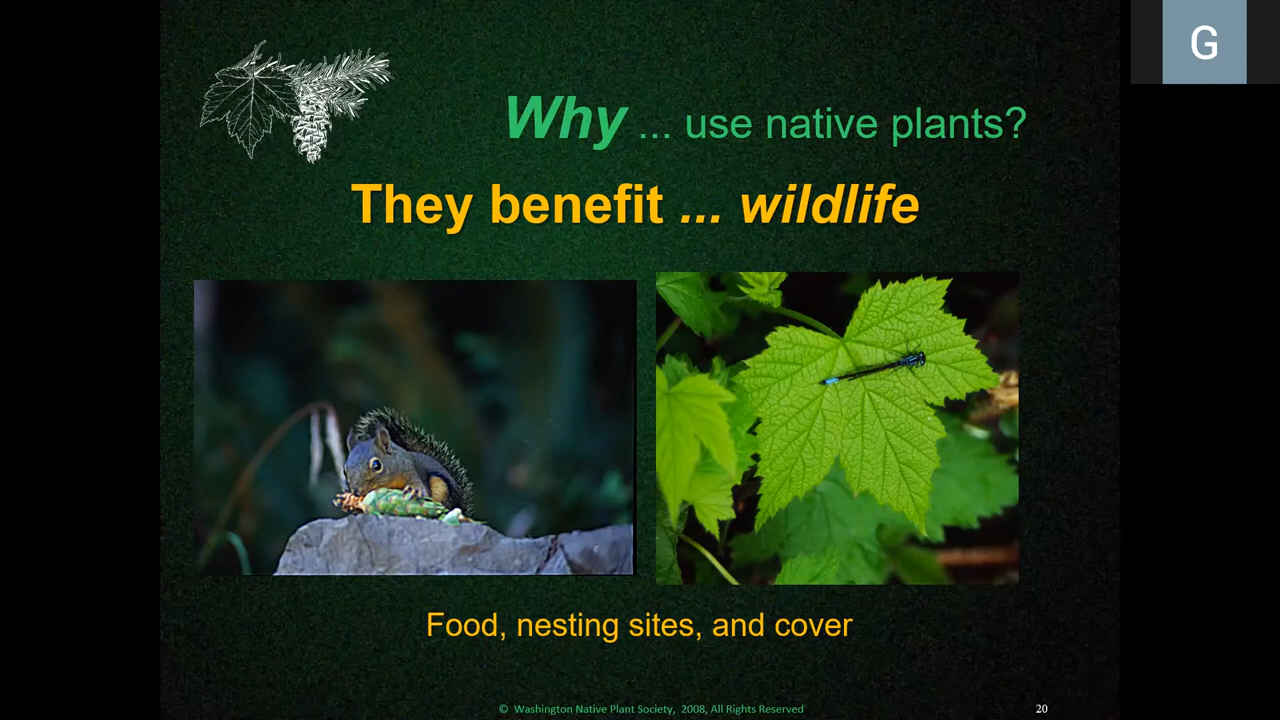 G
Why ... use native plants?
They benefit ... wildlife
Food, nesting sites, and cover
© Washington Native Plant Society, 2008, All Rights Reserved
20